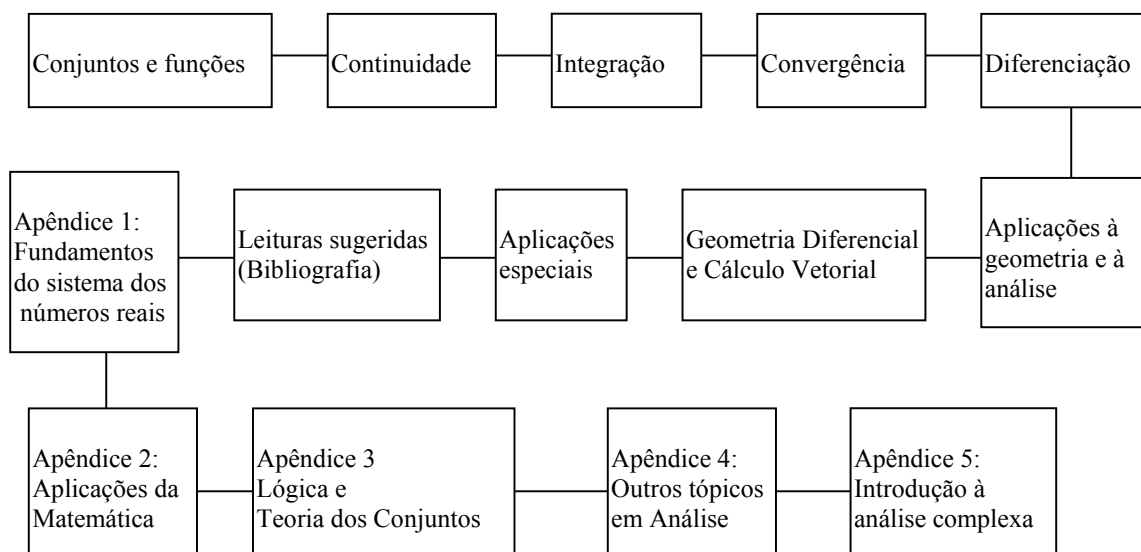 Conjuntos e funções
Continuidade
Integração
Convergência
Diferenciação
Apêndice 1:
Fundamentos
do sistema dos
números reais
Leituras sugeridas
(Bibliografia)
Aplicações
especiais
Geometria Diferencial
e Cálculo Vetorial
Aplicações à
geometria e à
análise
Apêndice 2:
Aplicações da
Matemática
Apêndice 3
Lógica e
Teoria dos Conjuntos
Apêndice 4:
Outros tópicos
em Análise
Apêndice 5:
Introdução à
análise complexa